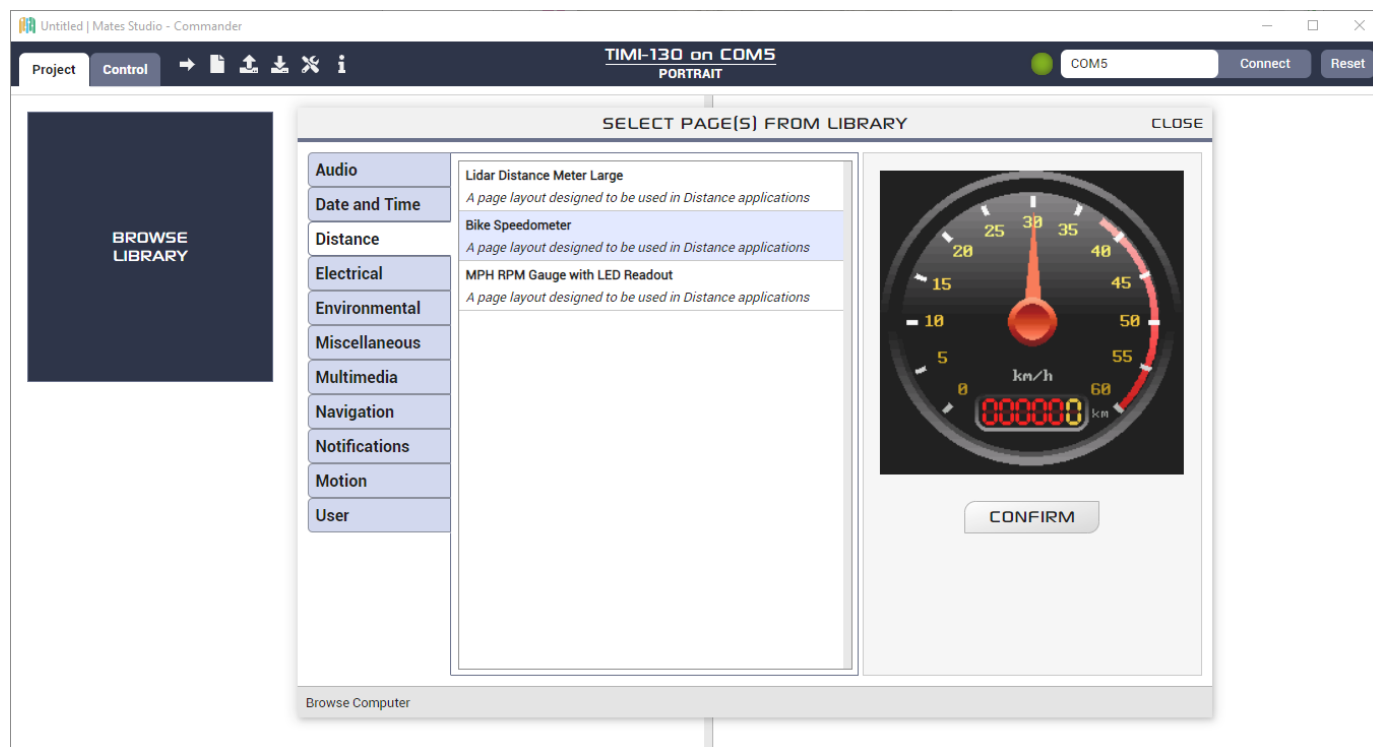 Untitled | Mates Studio - Commander
Project
Control
TIMI-130 on COM5
PORTRAIT
COM5
Connect
Reset
BROWSE
LIBRARY
SELECT PAGE(S) FROM LIBRARY
CLOSE
Audio
Date and Time
Distance
Electrical
Environmental
Miscellaneous
Multimedia
Navigation
Notifications
Motion
User
Lidar Distance Meter Large
A page layout designed to be used in Distance applications
Bike Speedometer
A page layout designed to be used in Distance applications
MPH RPM Gauge with LED Readout
A page layout designed to be used in Distance applications
0
5
10
15
20
25
30
35
40
45
50
55
60
km/h
000000
km
CONFIRM
Browse Computer